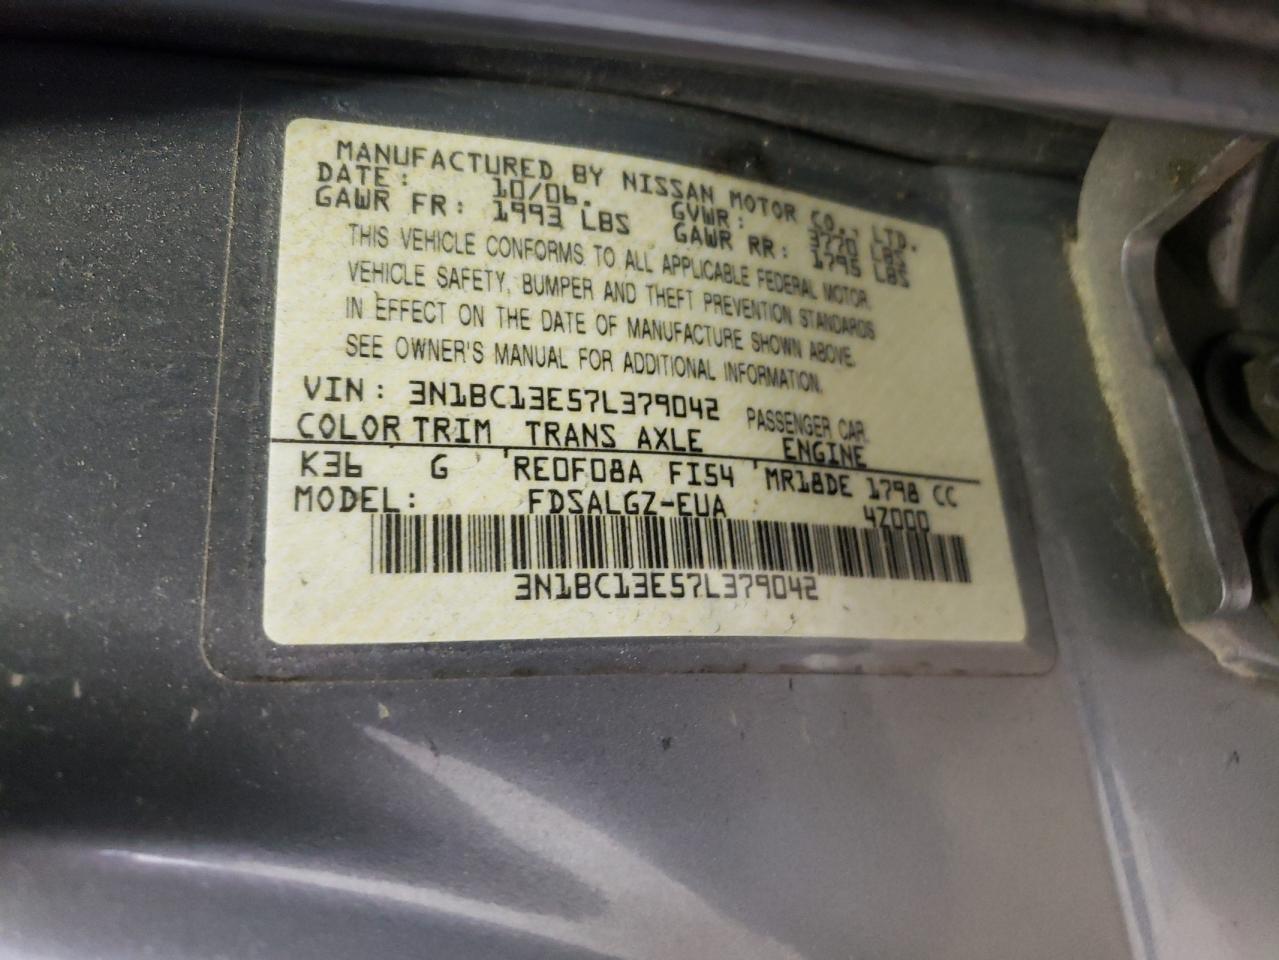 MANUFACTURED BY NISSAN MOTOR CO., LTD.
DATE: 10/06. GVWR: 3770 LBS
GAWR FR: 1993 LBS GAWR RR: 1795 LBS
THIS VEHICLE CONFORMS TO ALL APPLICABLE FEDERAL MOTOR
VEHICLE SAFETY, BUMPER AND THEFT PREVENTION STANDARDS
IN EFFECT ON THE DATE OF MANUFACTURE SHOWN ABOVE.
SEE OWNER'S MANUAL FOR ADDITIONAL INFORMATION.
VIN: 3N1BC13E57L379042 PASSENGER CAR.
COLOR TRIM TRANS AXLE ENGINE
K36 G RE0F08A FI54 MR18DE 1798 CC
MODEL: FDSALGZ-EUA 4Z000
3N1BC13E57L379042